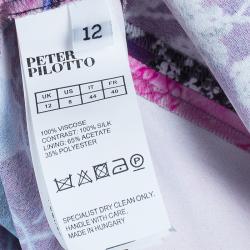 12
PETER
PILOTTO
UK US IT FR
12 8 44 40
100% VISCOSE
CONTRAST: 100% SILK
LINING: 65% ACETATE
35% POLYESTER
SPECIALIST DRY CLEAN ONLY.
HANDLE WITH CARE.
MADE IN HUNGARY